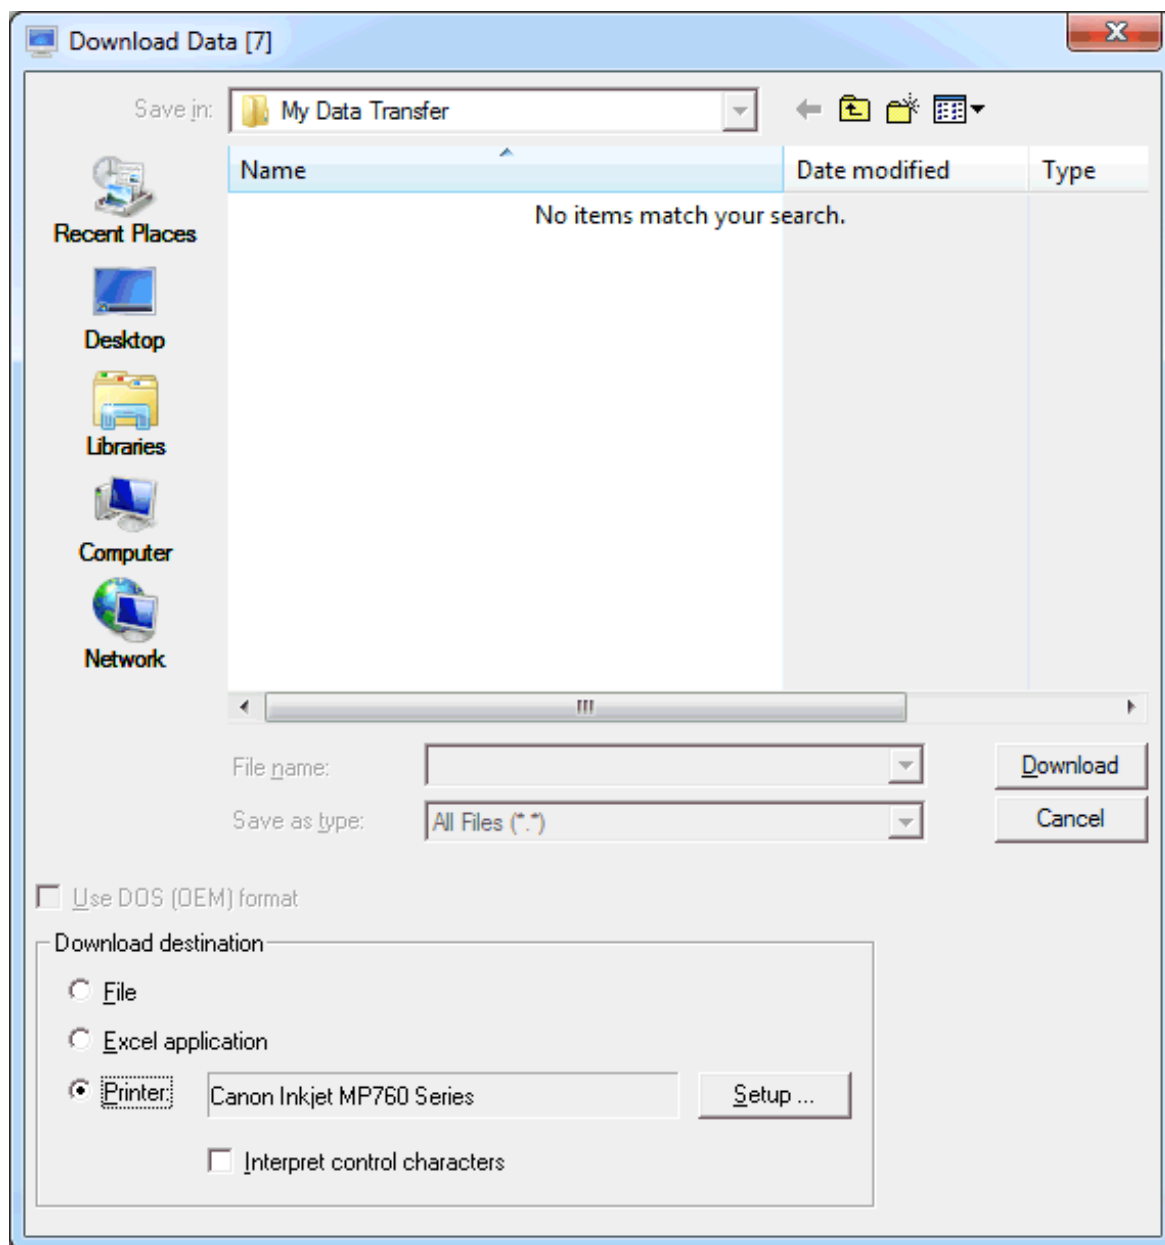 Download Data [7]
Save in: My Data Transfer
Name Date modified Type
No items match your search.
Recent Places
Desktop
Libraries
Computer
Network
File name: Download
Save as type: All Files (*.*) Cancel
Use DOS (OEM) format
Download destination
File
Excel application
Printer: Canon Inkjet MP760 Series Setup ...
Interpret control characters